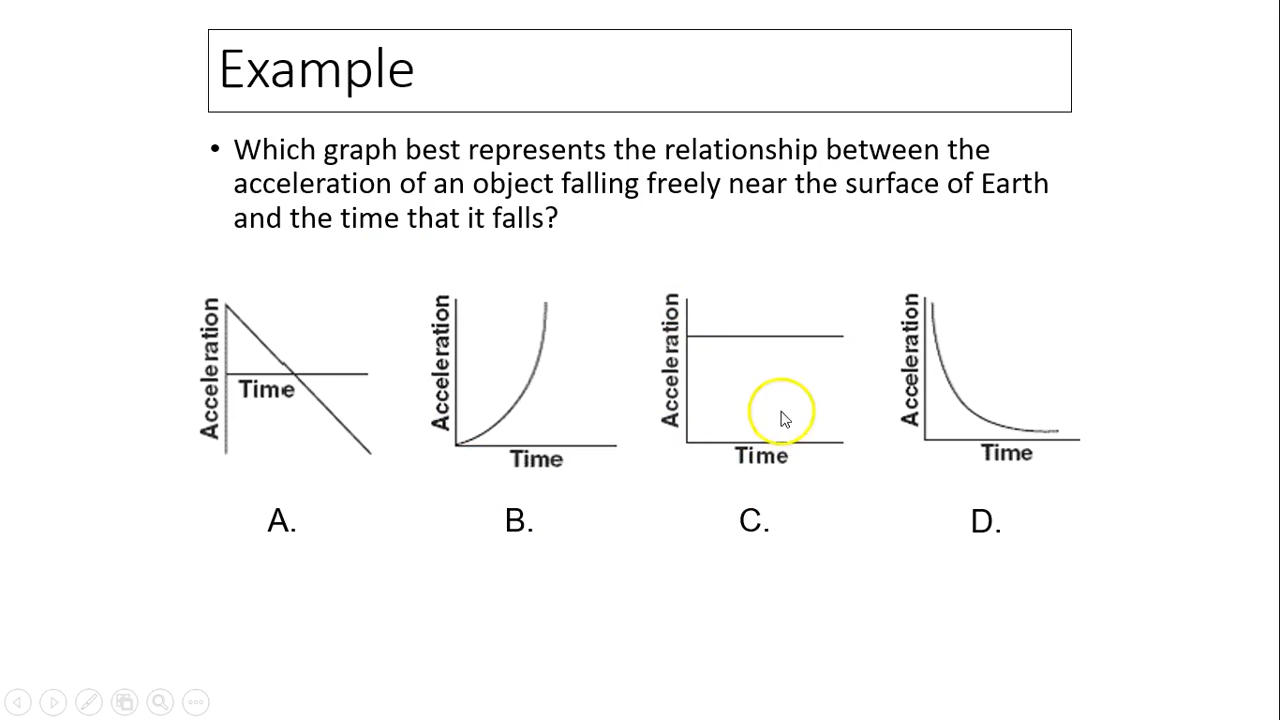 Example
• Which graph best represents the relationship between the
acceleration of an object falling freely near the surface of Earth
and the time that it falls?
Acceleration
Time
Acceleration
Time
Acceleration
Time
Acceleration
Time
A.
B.
C.
D.